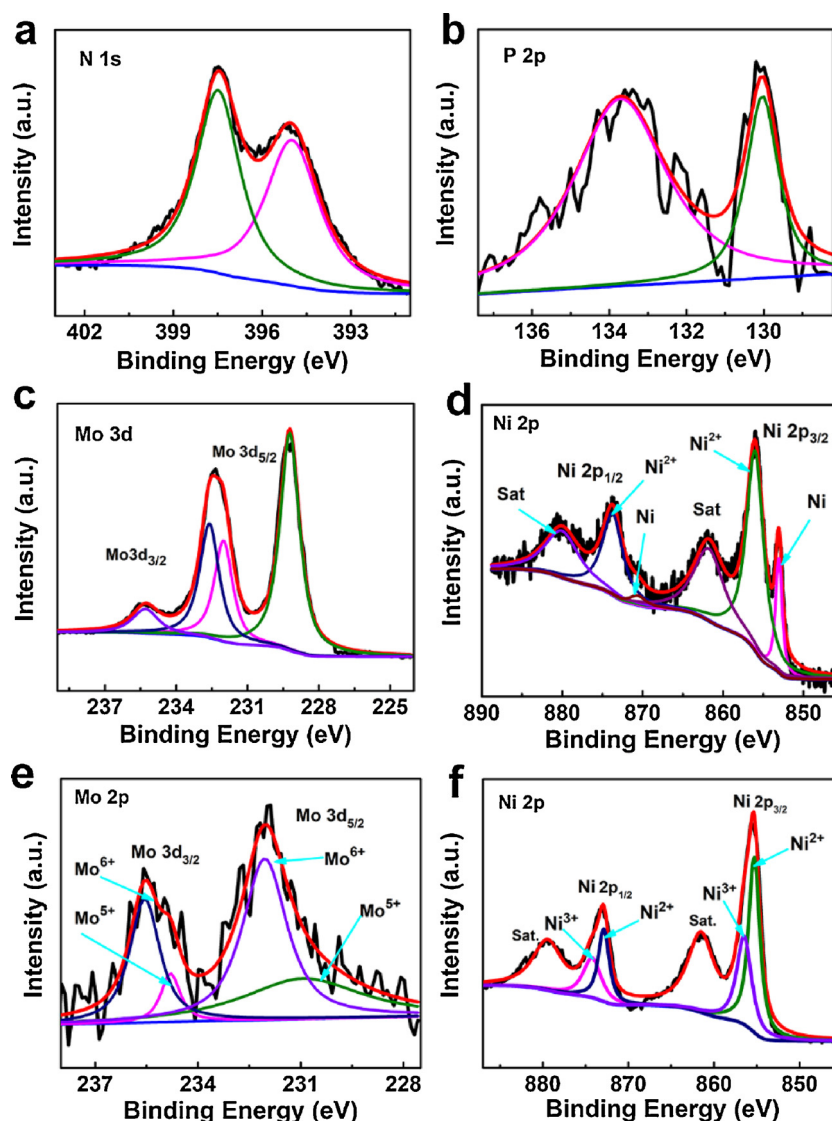 a
N 1s
Intensity (a.u.)
402 399 396 393
Binding Energy (eV)
b
P 2p
Intensity (a.u.)
136 134 132 130
Binding Energy (eV)
c
Mo 3d
Mo 3d5/2
Mo3d3/2
Intensity (a.u.)
237 234 231 228 225
Binding Energy (eV)
d
Ni 2p
Ni2+
Ni 2p3/2
Ni 2p1/2
Ni2+
Sat
Ni
Sat
Ni
Intensity (a.u.)
890 880 870 860 850
Binding Energy (eV)
e
Mo 2p
Mo 3d5/2
Mo 3d3/2
Mo6+
Mo6+
Mo5+
Mo5+
Intensity (a.u.)
237 234 231 228
Binding Energy (eV)
f
Ni 2p
Ni 2p3/2
Ni2+
Ni 2p1/2
Ni3+
Ni3+
Ni2+
Sat.
Sat.
Intensity (a.u.)
880 870 860 850
Binding Energy (eV)